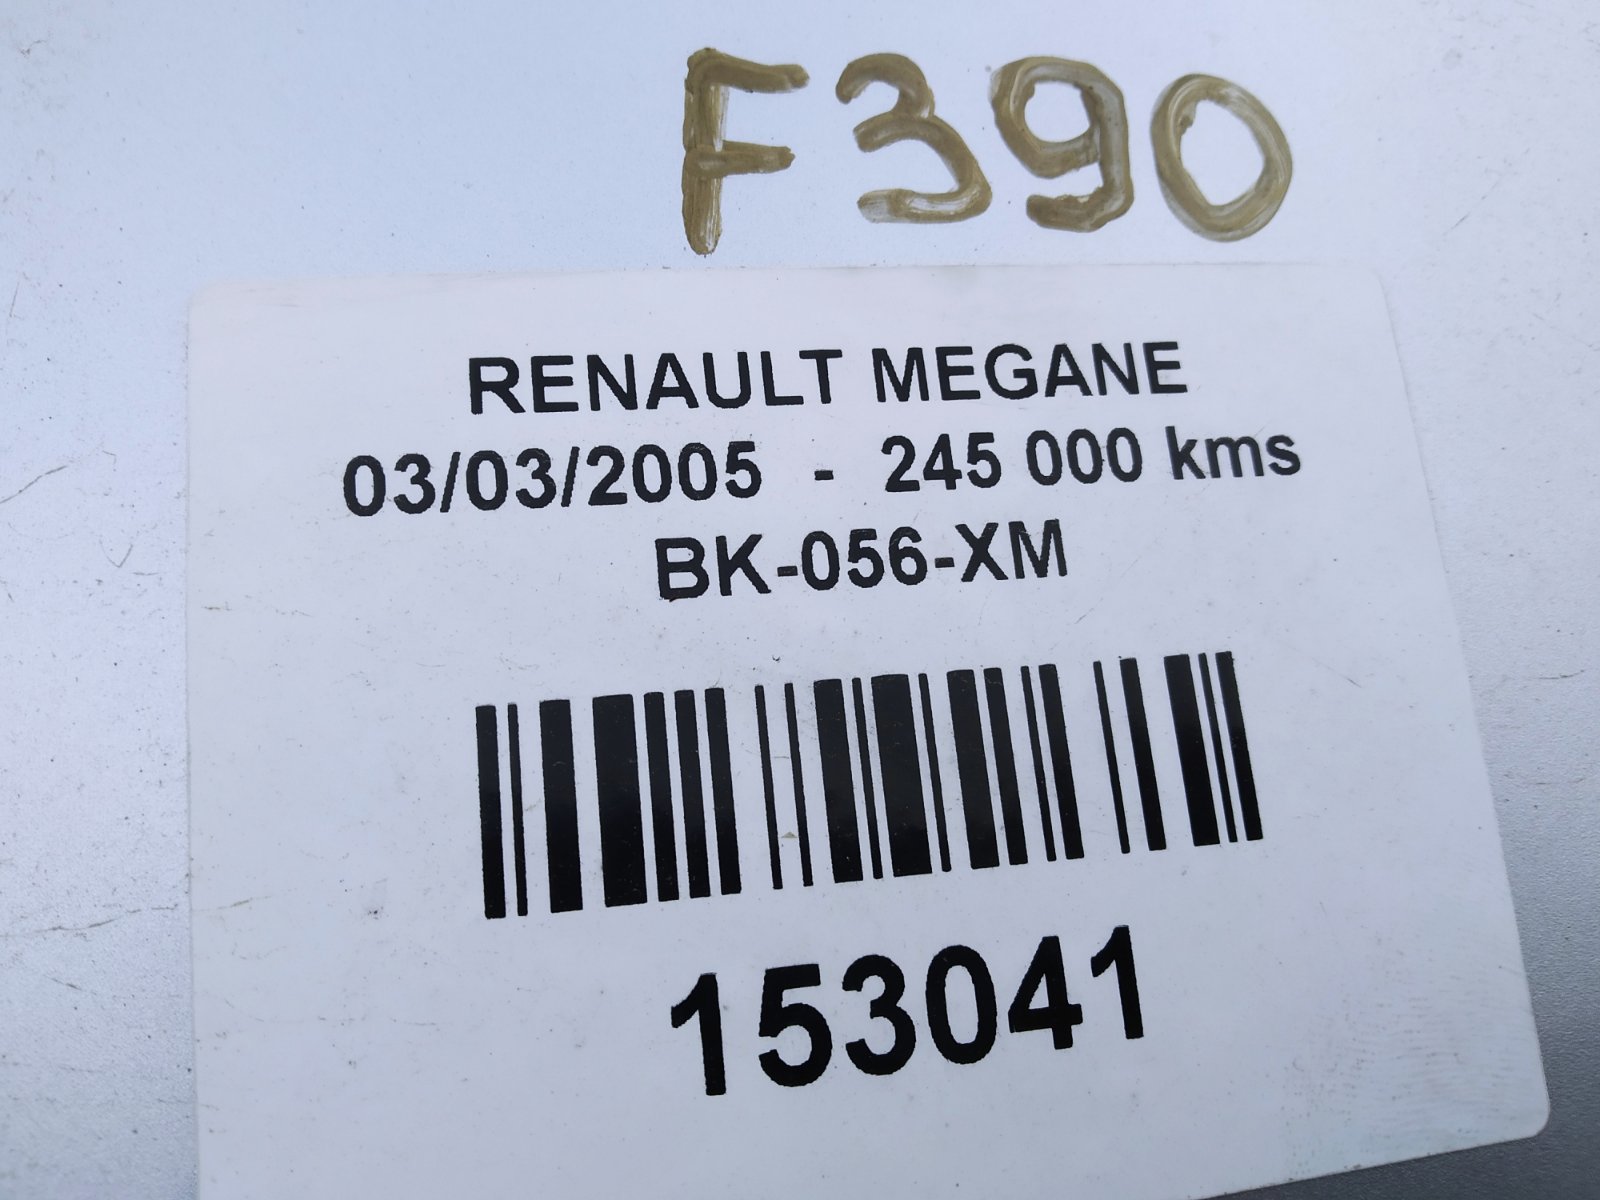 F390
RENAULT MEGANE
03/03/2005 - 245 000 kms
BK-056-XM
153041